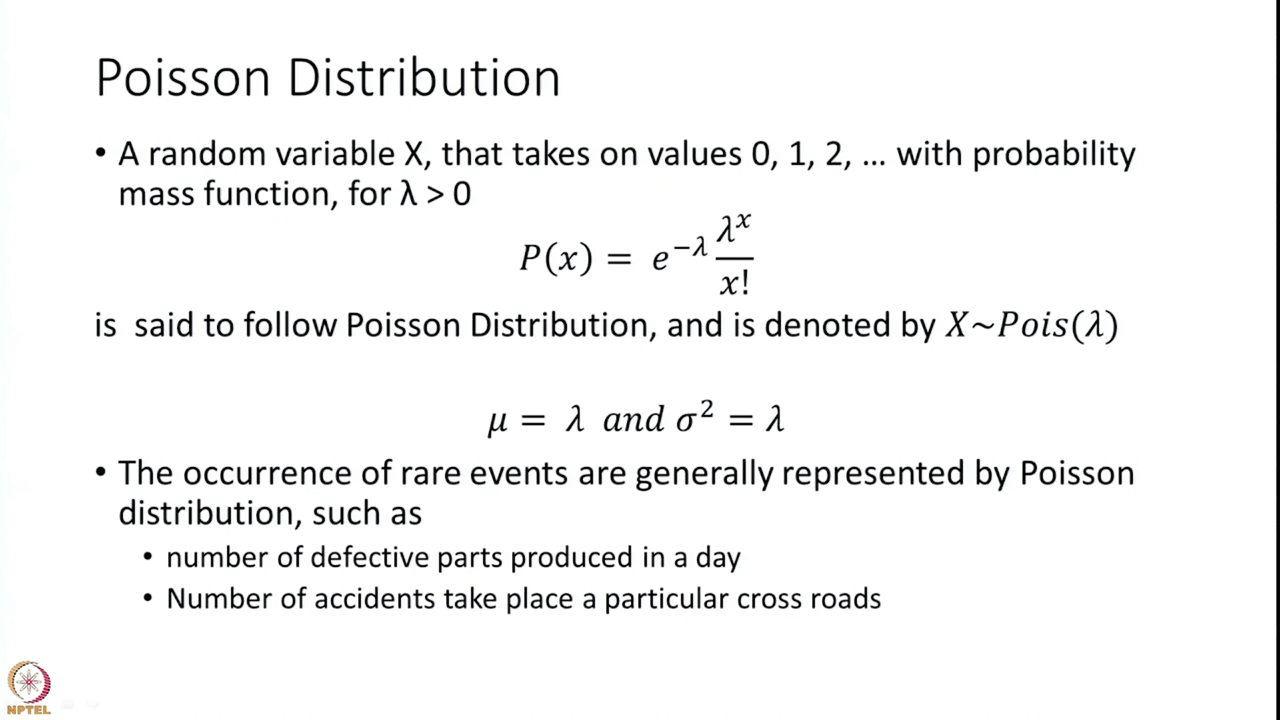 Poisson Distribution
• A random variable X, that takes on values 0, 1, 2, … with probability
mass function, for λ > 0
P(x) = e^{−λ} \frac{λ^x}{x!}
is said to follow Poisson Distribution, and is denoted by X~Pois(λ)
μ = λ and σ² = λ
• The occurrence of rare events are generally represented by Poisson
distribution, such as
• number of defective parts produced in a day
• Number of accidents take place a particular cross roads
NPTEL